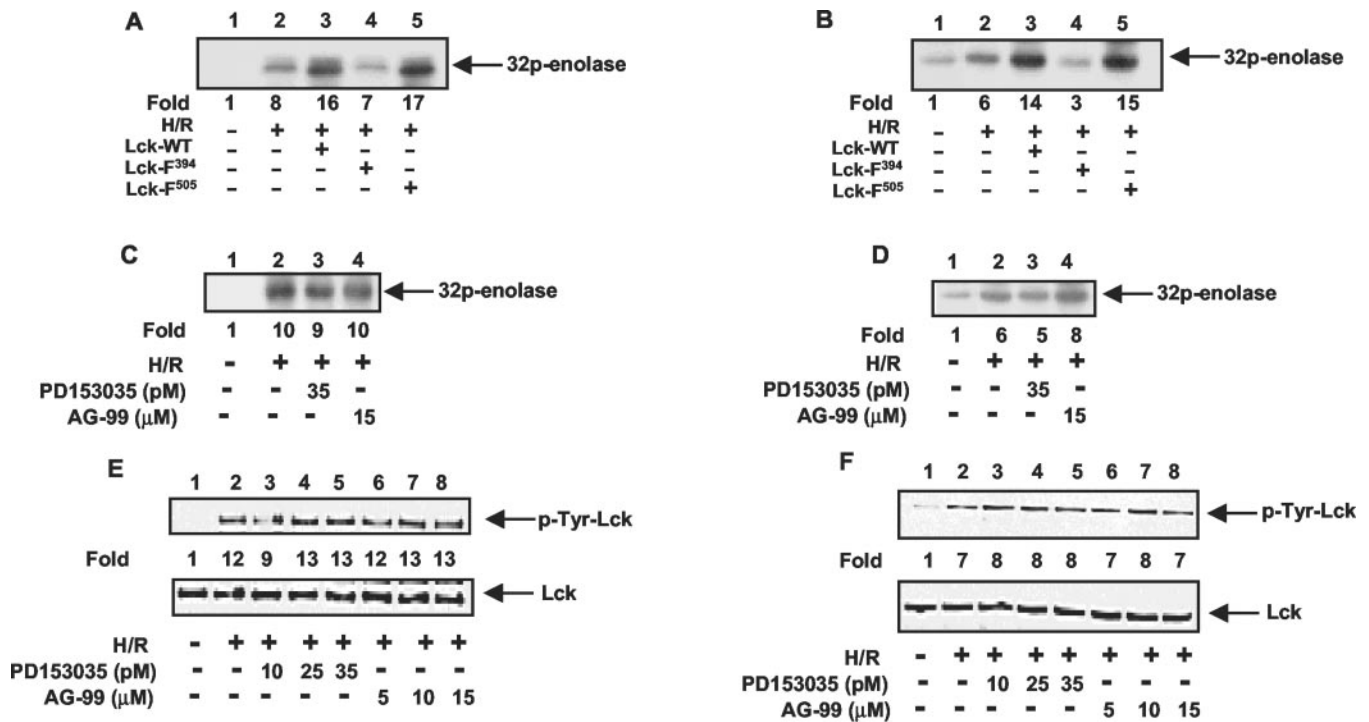 A
1 2 3 4 5
32p-enolase
Fold 1 8 16 7 17
H/R - + + + +
Lck-WT - - + - -
Lck-F394 - - - + -
Lck-F505 - - - - +
B
1 2 3 4 5
32p-enolase
Fold 1 6 14 3 15
H/R - + + + +
Lck-WT - - + - -
Lck-F394 - - - + -
Lck-F505 - - - - +
C
1 2 3 4
32p-enolase
Fold 1 10 9 10
H/R - + + +
PD153035 (pM) - - 35 -
AG-99 (μM) - - - 15
D
1 2 3 4
32p-enolase
Fold 1 6 5 8
H/R - + + +
PD153035 (pM) - - 35 -
AG-99 (μM) - - - 15
E
1 2 3 4 5 6 7 8
p-Tyr-Lck
Fold 1 12 9 13 13 12 13 13
Lck
H/R - + + + + + + +
PD153035 (pM) - - 10 25 35 - - -
AG-99 (μM) - - - - - 5 10 15
F
1 2 3 4 5 6 7 8
p-Tyr-Lck
Fold 1 7 8 8 8 7 8 7
Lck
H/R - + + + + + + +
PD153035 (pM) - - 10 25 35 - - -
AG-99 (μM) - - - - - 5 10 15